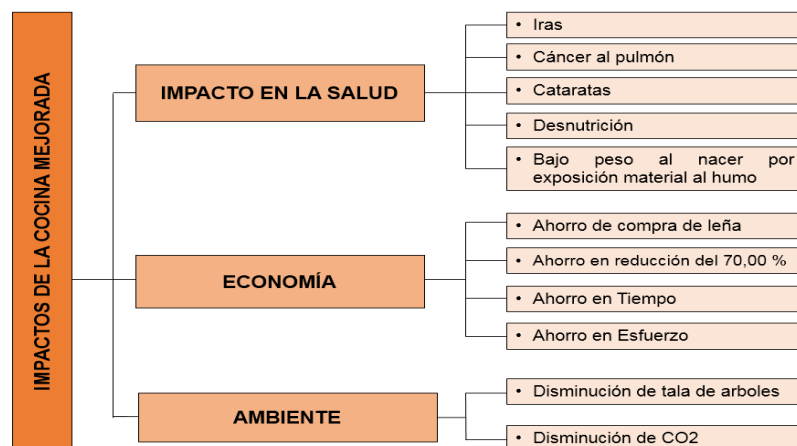 IMPACTOS DE LA COCINA MEJORADA
IMPACTO EN LA SALUD
• Iras
• Cáncer al pulmón
• Cataratas
• Desnutrición
• Bajo peso al nacer por
exposición material al humo
ECONOMÍA
• Ahorro de compra de leña
• Ahorro en reducción del 70,00 %
• Ahorro en Tiempo
• Ahorro en Esfuerzo
AMBIENTE
• Disminución de tala de arboles
• Disminución de CO2